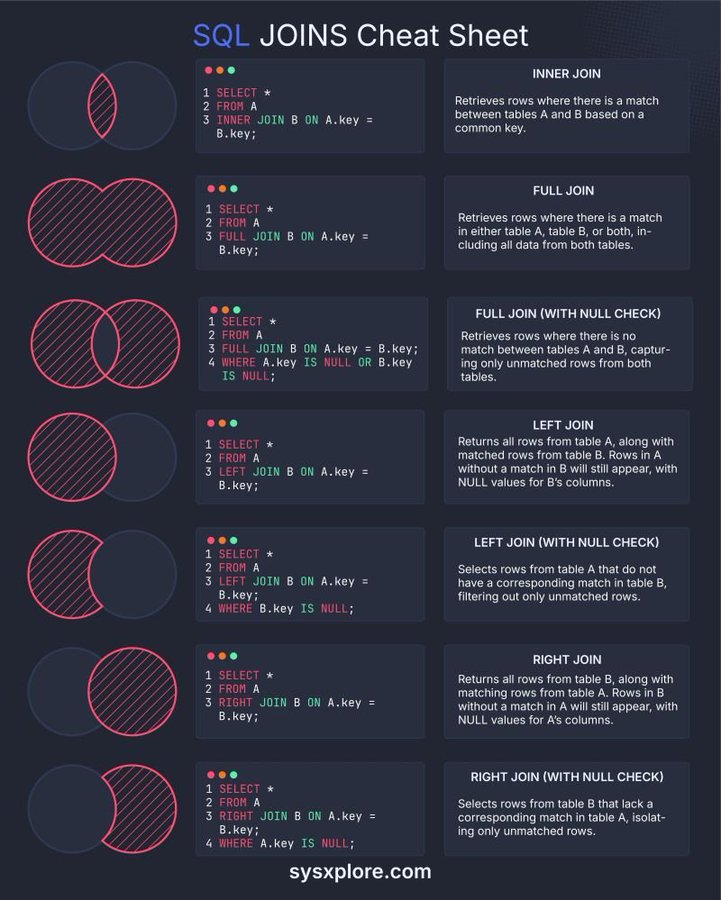 SQL JOINS Cheat Sheet
1 SELECT *
2 FROM A
3 INNER JOIN B ON A.key =
B.key;
INNER JOIN
Retrieves rows where there is a match
between tables A and B based on a
common key.
1 SELECT *
2 FROM A
3 FULL JOIN B ON A.key =
B.key;
FULL JOIN
Retrieves rows where there is a match
in either table A, table B, or both, in-
cluding all data from both tables.
1 SELECT *
2 FROM A
3 FULL JOIN B ON A.key = B.key;
4 WHERE A.key IS NULL OR B.key
IS NULL;
FULL JOIN (WITH NULL CHECK)
Retrieves rows where there is no
match between tables A and B, captur-
ing only unmatched rows from both
tables.
1 SELECT *
2 FROM A
3 LEFT JOIN B ON A.key =
B.key;
LEFT JOIN
Returns all rows from table A, along with
matched rows from table B. Rows in A
without a match in B will still appear, with
NULL values for B's columns.
1 SELECT *
2 FROM A
3 LEFT JOIN B ON A.key =
B.key;
4 WHERE B.key IS NULL;
LEFT JOIN (WITH NULL CHECK)
Selects rows from table A that do not
have a corresponding match in table B,
filtering out only unmatched rows.
1 SELECT *
2 FROM A
3 RIGHT JOIN B ON A.key =
B.key;
RIGHT JOIN
Returns all rows from table B, along with
matching rows from table A. Rows in B
without a match in A will still appear, with
NULL values for A's columns.
1 SELECT *
2 FROM A
3 RIGHT JOIN B ON A.key =
B.key;
4 WHERE A.key IS NULL;
RIGHT JOIN (WITH NULL CHECK)
Selects rows from table B that lack a
corresponding match in table A, isolat-
ing only unmatched rows.
sysxplore.com